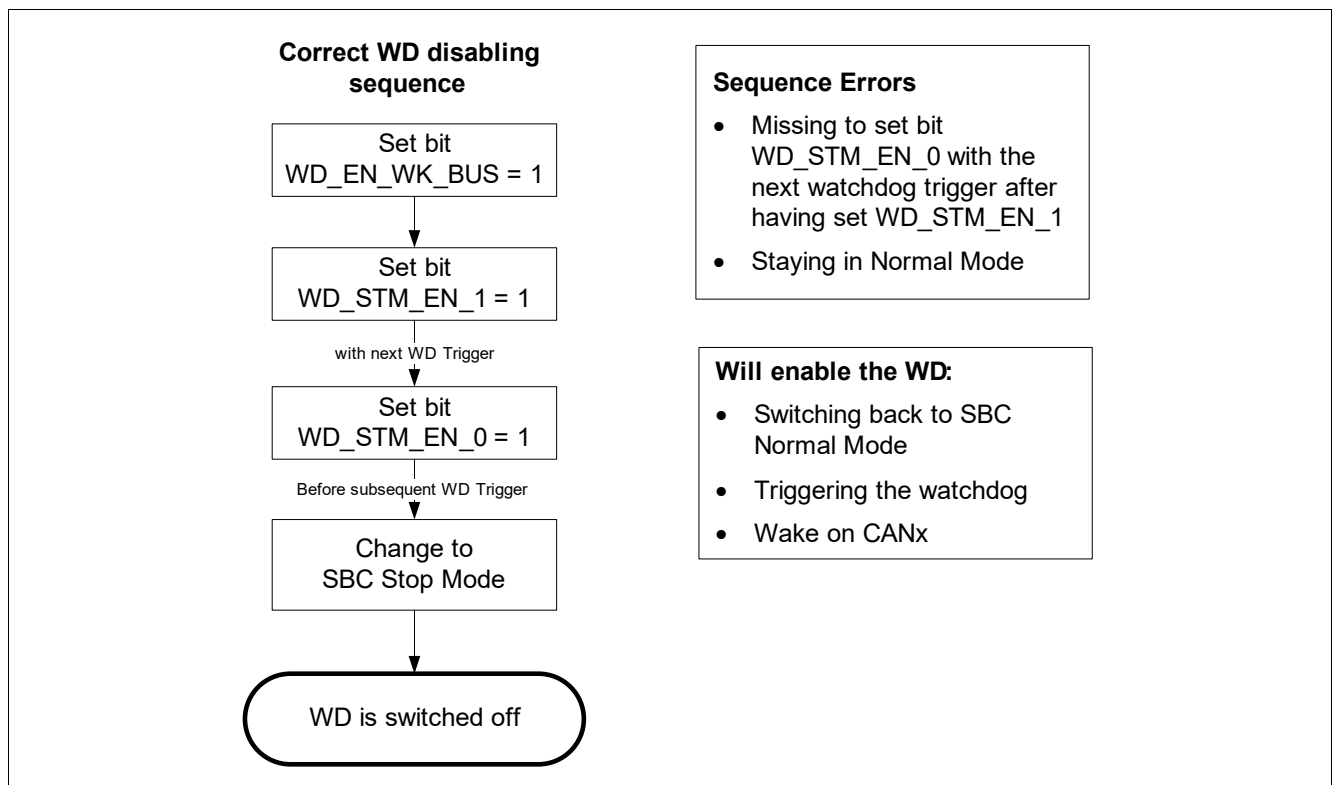 Correct WD disabling
sequence
Set bit
WD_EN_WK_BUS = 1
Set bit
WD_STM_EN_1 = 1
with next WD Trigger
Set bit
WD_STM_EN_0 = 1
Before subsequent WD Trigger
Change to
SBC Stop Mode
WD is switched off
Sequence Errors
• Missing to set bit
WD_STM_EN_0 with the
next watchdog trigger after
having set WD_STM_EN_1
• Staying in Normal Mode
Will enable the WD:
• Switching back to SBC
Normal Mode
• Triggering the watchdog
• Wake on CANx